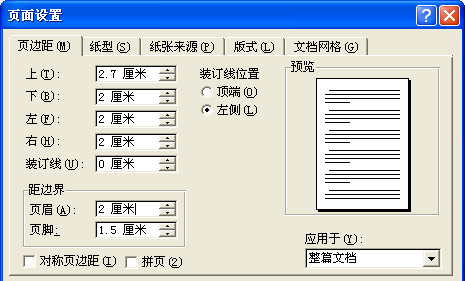 页面设置
页边距(M) 纸型(S) 纸张来源(P) 版式(L) 文档网格(G)
上(T): 2.7 厘米
下(B): 2 厘米
左(F): 2 厘米
右(H): 2 厘米
装订线(U): 0 厘米
装订线位置
顶端(O)
左侧(L)
预览
距边界
页眉(A): 2 厘米
页脚: 1.5 厘米
对称页边距(I) 拼页(2)
应用于(Y):
整篇文档